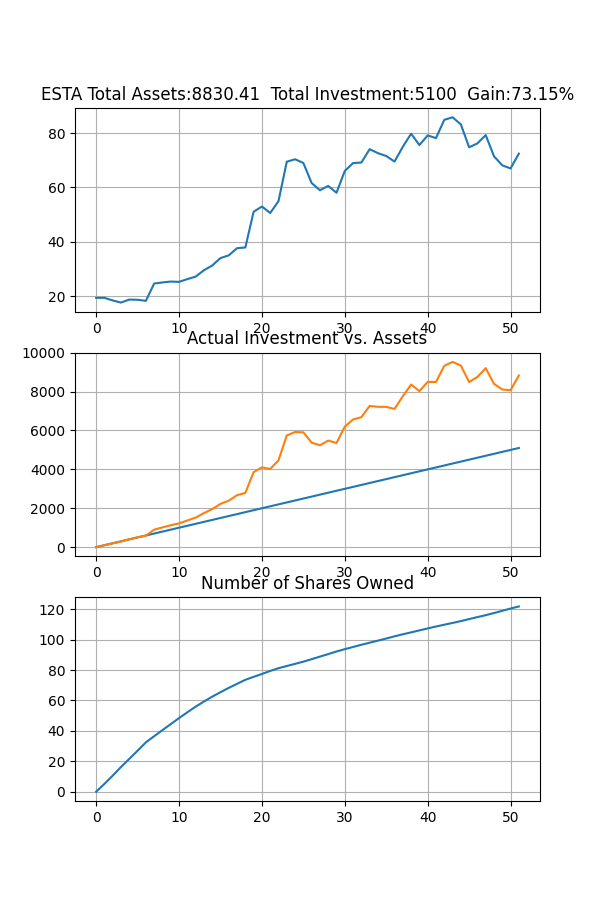 ESTA Total Assets:8830.41 Total Investment:5100 Gain:73.15%
80
60
40
20
0 10 20 30 40 50
Actual Investment vs. Assets
10000
8000
6000
4000
2000
0
0 10 20 30 40 50
Number of Shares Owned
120
100
80
60
40
20
0
0 10 20 30 40 50